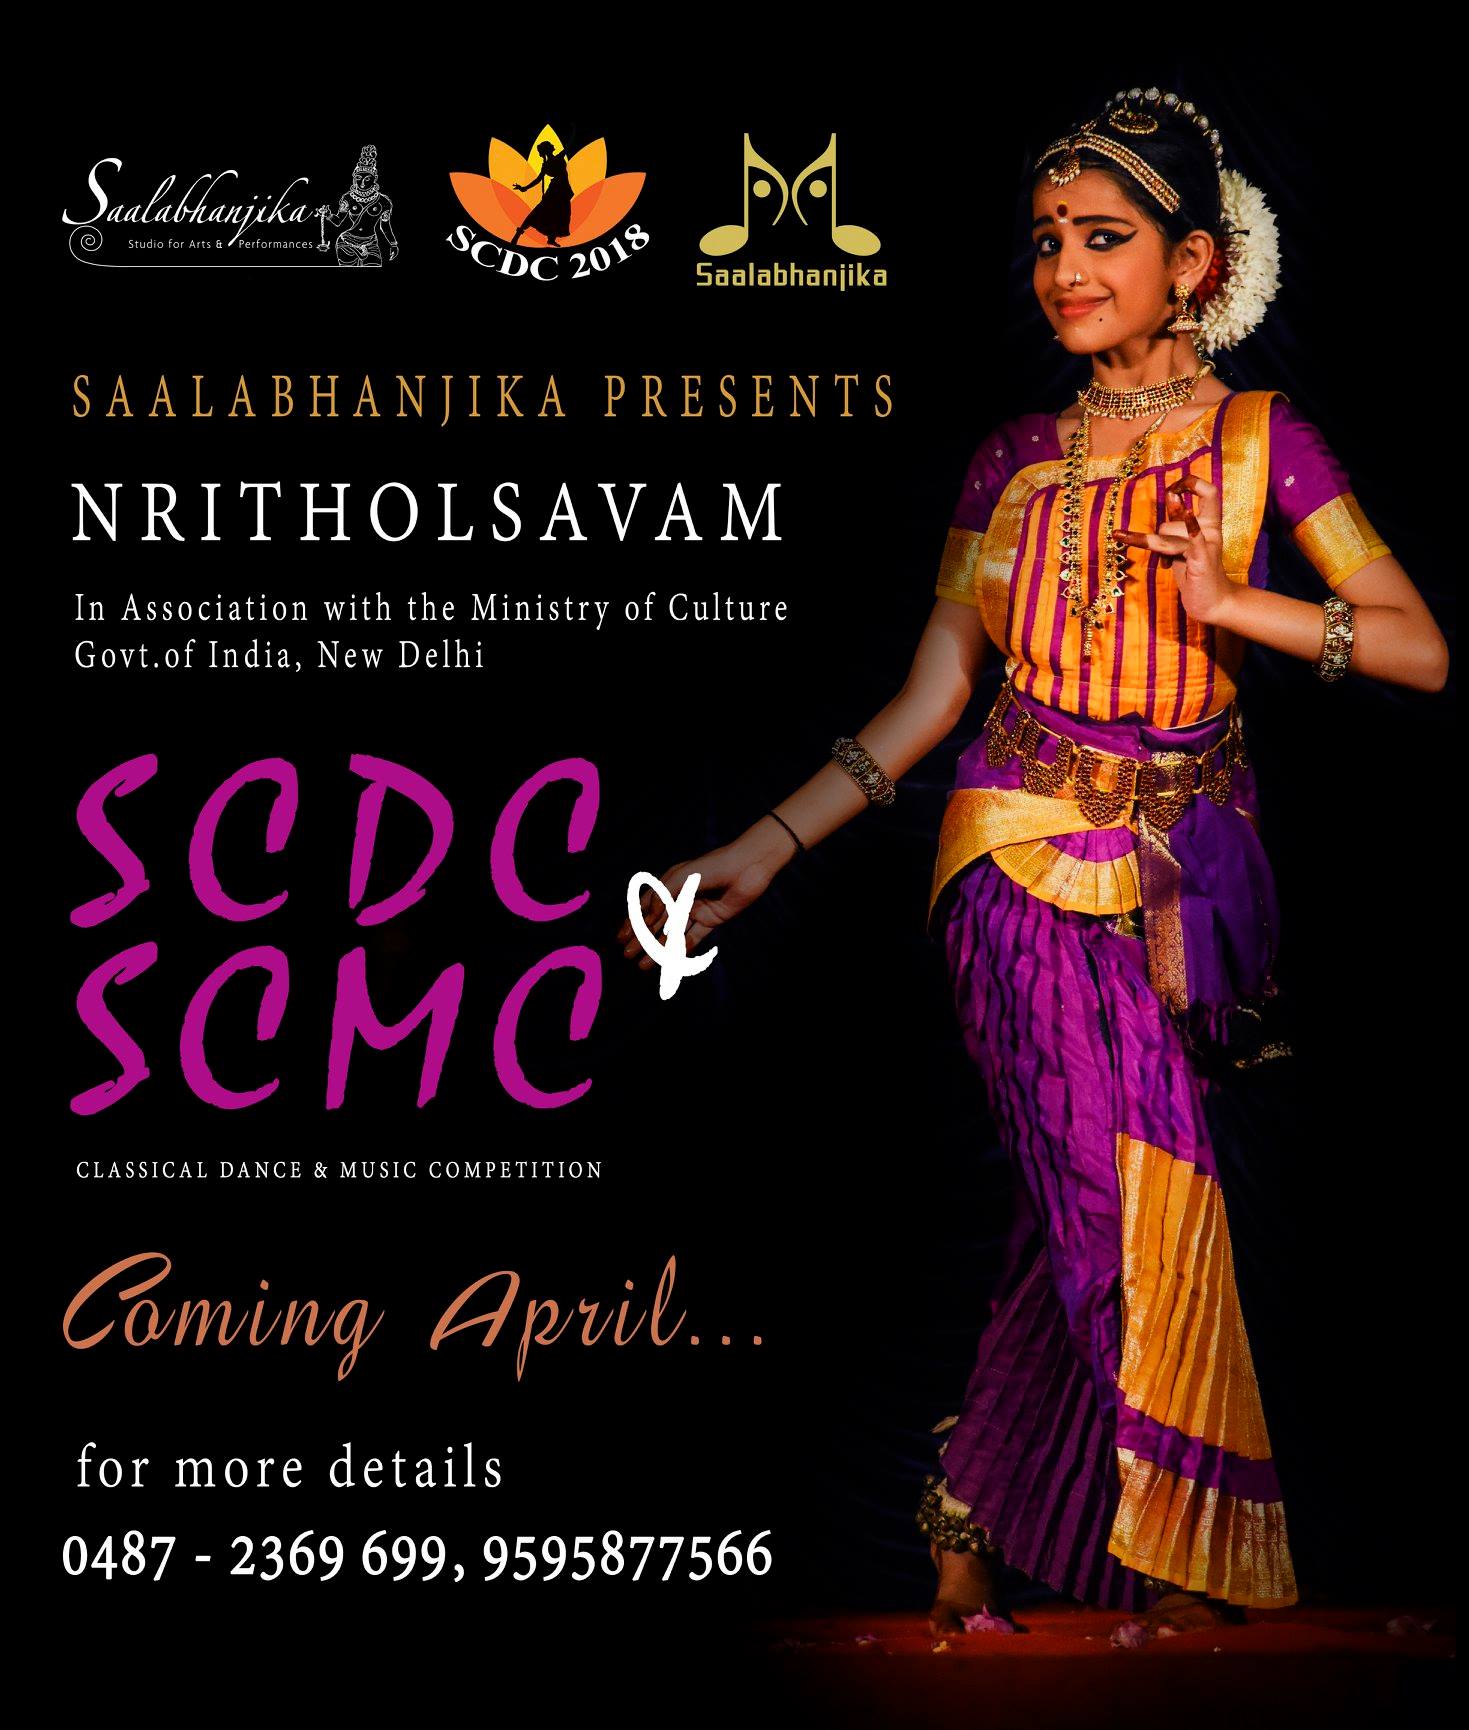 Saalabhanjika
Studio for Arts & Performances
SCDC 2018
Saalabhanjika
SAALABHANJIKA PRESENTS
NRITHOLSAVAM
In Association with the Ministry of Culture
Govt.of India, New Delhi
SCDC &
SCMC
CLASSICAL DANCE & MUSIC COMPETITION
Coming April...
for more details
0487 - 2369 699, 9595877566